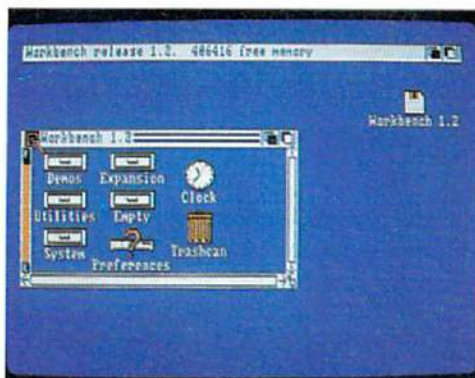 Workbench release 1.2. 406416 free memory
Workbench 1.2
Workbench 1.2
Demos Expansion Clock
Utilities Empty
System Preferences Trashcan